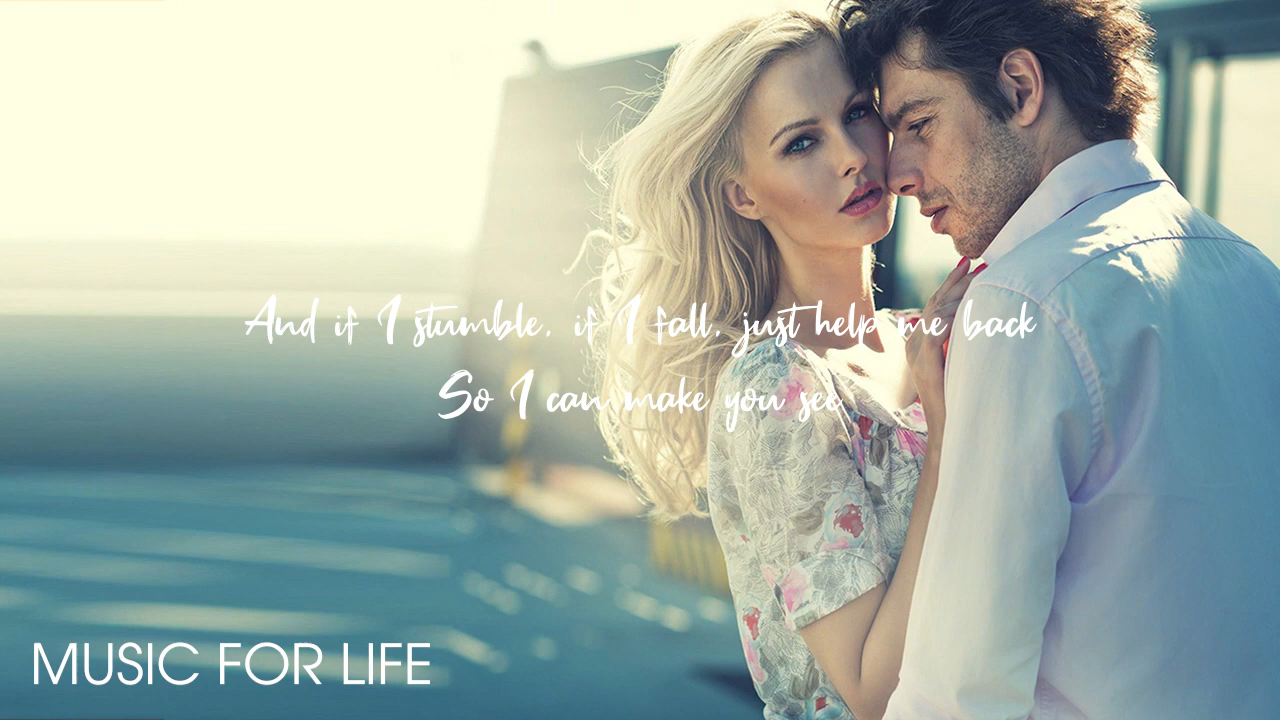 And if I stumble, if I fall, just help me back
So I can make you see
MUSIC FOR LIFE